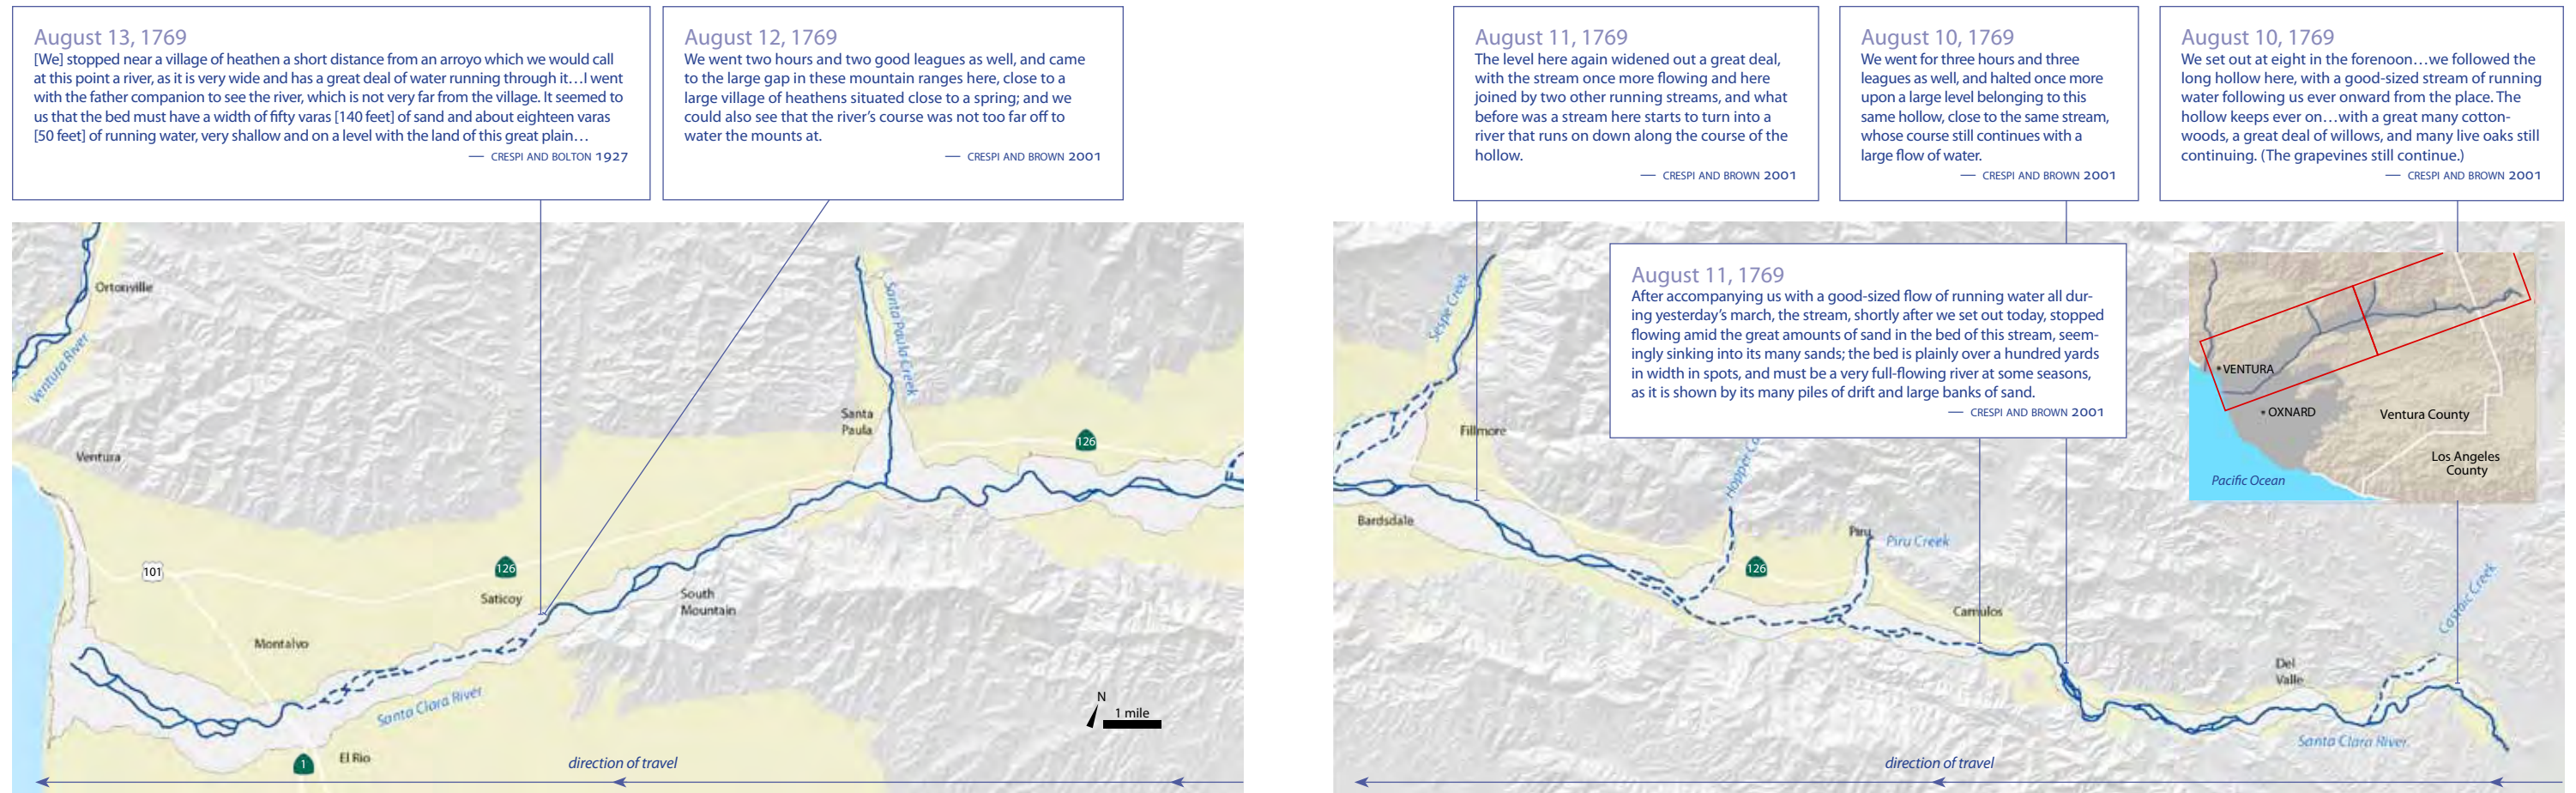 August 13, 1769
[We] stopped near a village of heathen a short distance from an arroyo which we would call
at this point a river, as it is very wide and has a great deal of water running through it…I went
with the father companion to see the river, which is not very far from the village. It seemed to
us that the bed must have a width of fifty varas [140 feet] of sand and about eighteen varas
[50 feet] of running water, very shallow and on a level with the land of this great plain…
— CRESPI AND BOLTON 1927
August 12, 1769
We went two hours and two good leagues as well, and came
to the large gap in these mountain ranges here, close to a
large village of heathens situated close to a spring; and we
could also see that the river's course was not too far off to
water the mounts at.
— CRESPI AND BROWN 2001
August 11, 1769
The level here again widened out a great deal,
with the stream once more flowing and here
joined by two other running streams, and what
before was a stream here starts to turn into a
river that runs on down along the course of the
hollow.
— CRESPI AND BROWN 2001
August 10, 1769
We went for three hours and three
leagues as well, and halted once more
upon a large level belonging to this
same hollow, close to the same stream,
whose course still continues with a
large flow of water.
— CRESPI AND BROWN 2001
August 10, 1769
We set out at eight in the forenoon…we followed the
long hollow here, with a good-sized stream of running
water following us ever onward from the place. The
hollow keeps ever on…with a great many cotton-
woods, a great deal of willows, and many live oaks still
continuing. (The grapevines still continue.)
— CRESPI AND BROWN 2001
August 11, 1769
After accompanying us with a good-sized flow of running water all dur-
ing yesterday's march, the stream, shortly after we set out today, stopped
flowing amid the great amounts of sand in the bed of this stream, seem-
ingly sinking into its many sands; the bed is plainly over a hundred yards
in width in spots, and must be a very full-flowing river at some seasons,
as it is shown by its many piles of drift and large banks of sand.
— CRESPI AND BROWN 2001
Ortonville
Ventura River
Ventura
101
Santa Paula Creek
Santa
Paula
126
126
Saticoy
South
Mountain
Montalvo
Santa Clara River
El Rio
1
N
1 mile
direction of travel
Sespe Creek
Fillmore
Bardsdale
Hopper
126
Piru
Piru Creek
Camulos
Castaic Creek
Del
Valle
Santa Clara River
direction of travel
VENTURA
OXNARD
Ventura County
Los Angeles
County
Pacific Ocean